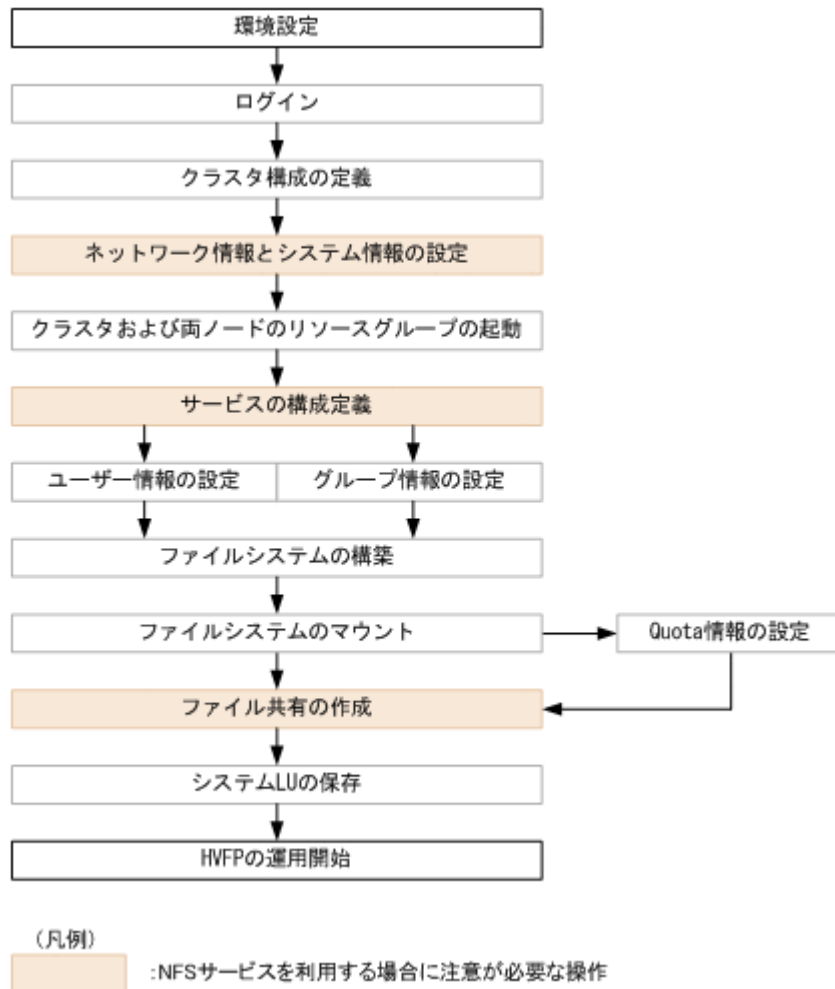 環境設定
ログイン
クラスタ構成の定義
ネットワーク情報とシステム情報の設定
クラスタおよび両ノードのリソースグループの起動
サービスの構成定義
ユーザー情報の設定
グループ情報の設定
ファイルシステムの構築
ファイルシステムのマウント
Quota情報の設定
ファイル共有の作成
システムLUの保存
HVFPの運用開始
(凡例)
:NFSサービスを利用する場合に注意が必要な操作